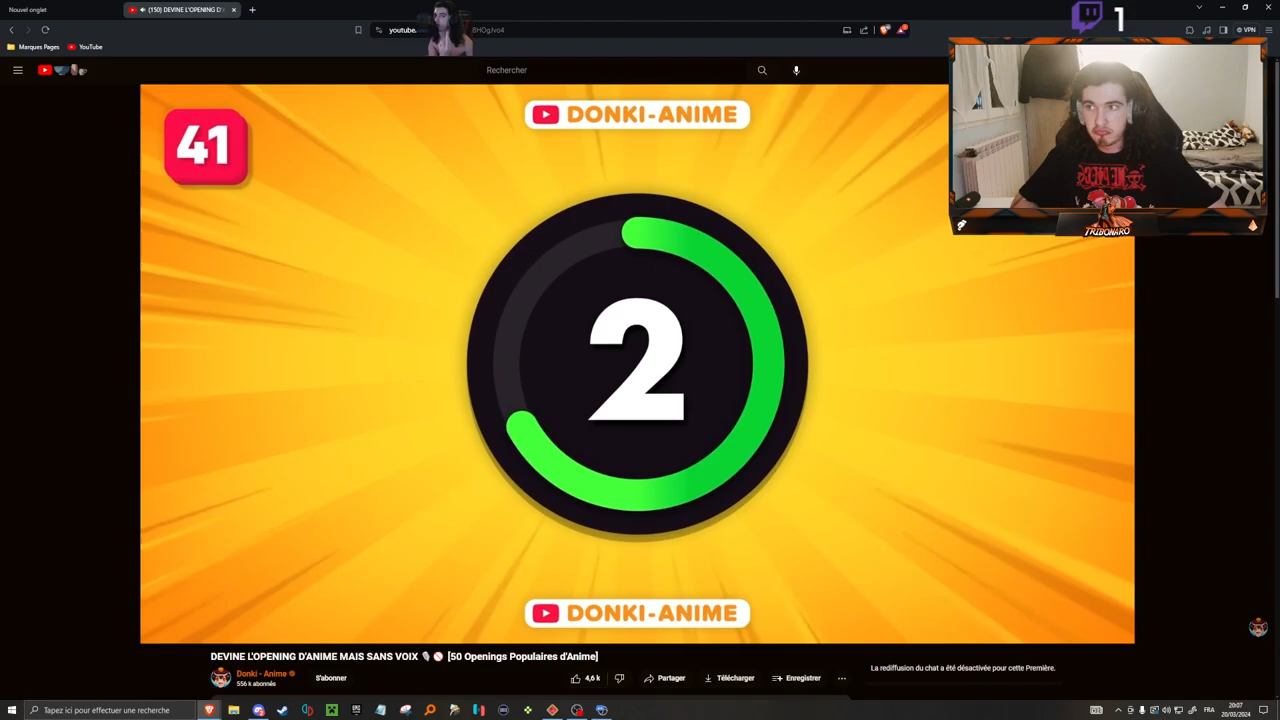 Nouvel onglet
(150) DEVINE L'OPENING D'
youtube.
8HOgJvo4
VPN
1
Marques Pages
YouTube
Rechercher
41
DONKI-ANIME
2
TRIBONARO
DONKI-ANIME
DEVINE L'OPENING D'ANIME MAIS SANS VOIX 🎙️🚫 [50 Openings Populaires d'Anime]
Donki - Anime
556 k abonnés
S'abonner
4,6 k
Partager
Télécharger
Enregistrer
La rediffusion du chat a été désactivée pour cette Première.
Tapez ici pour effectuer une recherche
FRA
20:07
20/03/2024